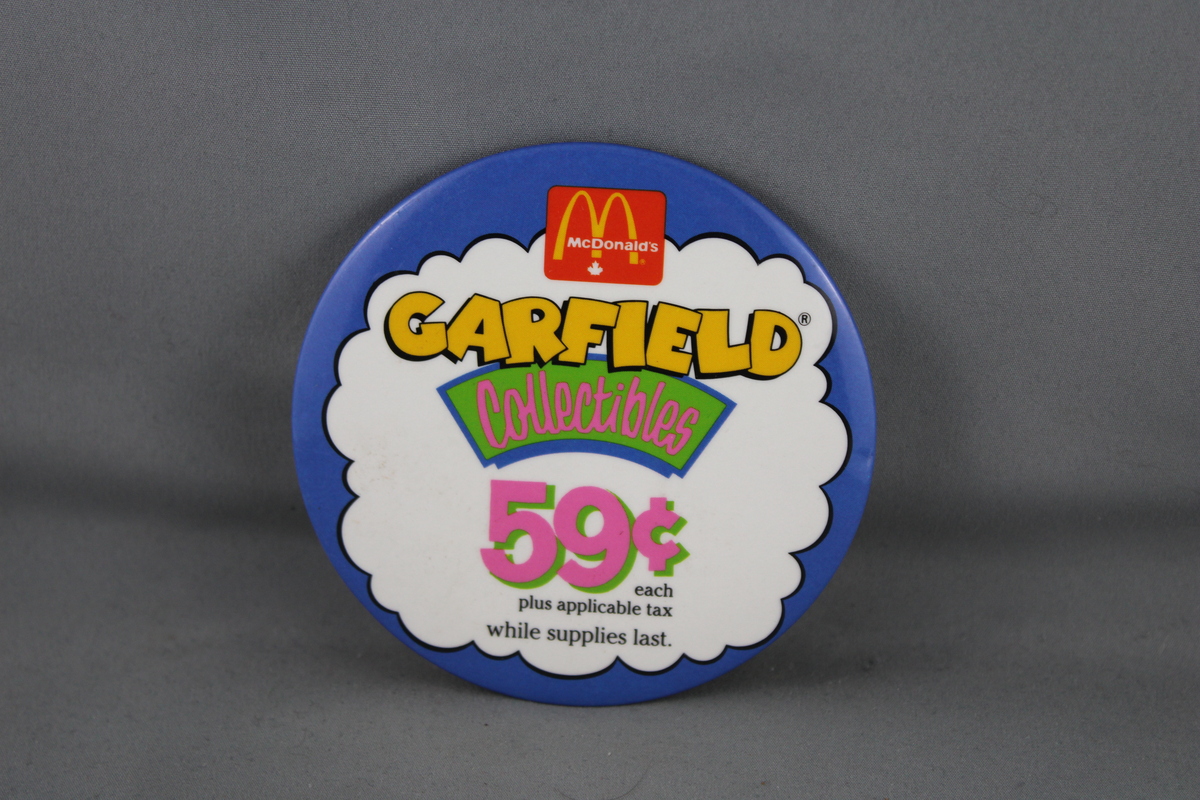 McDonald's®
GARFIELD®
Collectibles
59¢
each
plus applicable tax
while supplies last.